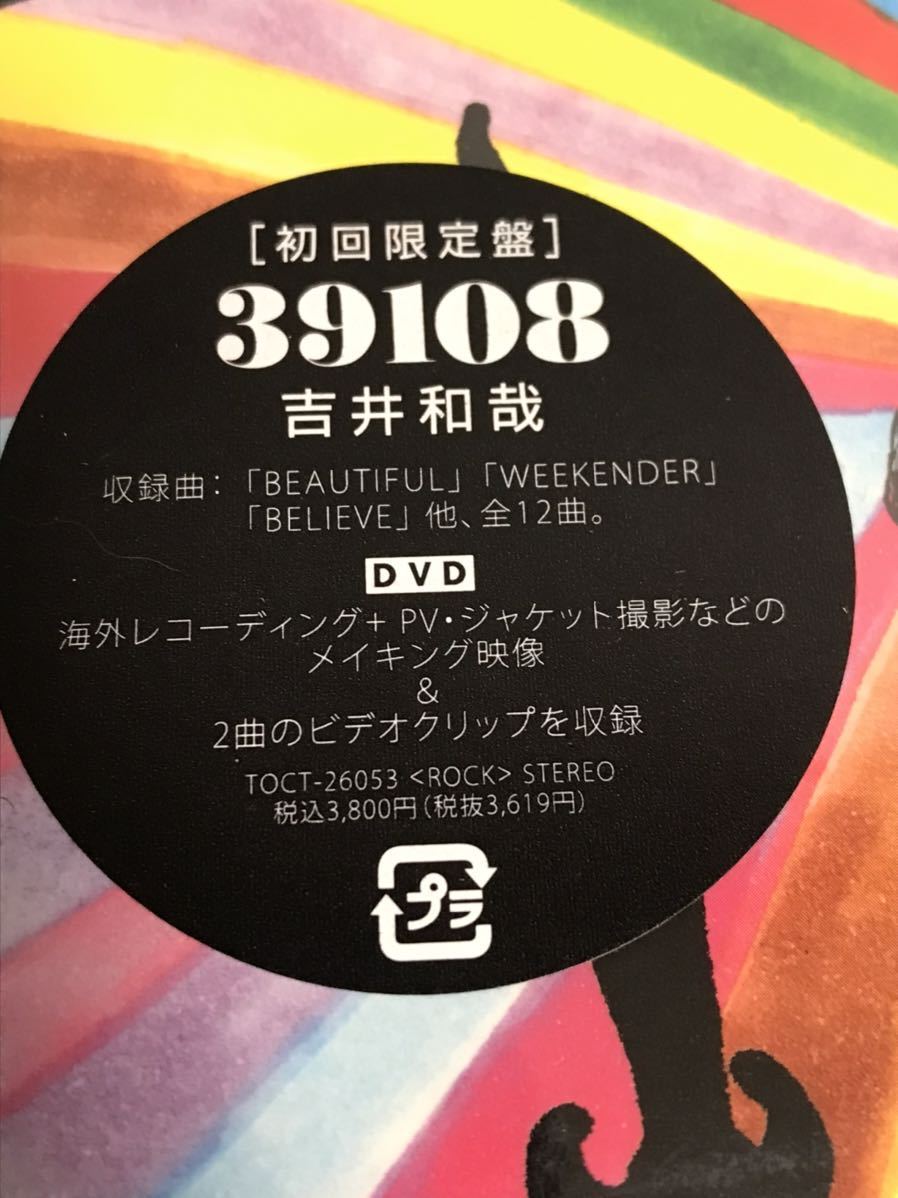 [初回限定盤]
39108
吉井和哉
収録曲:「BEAUTIFUL」「WEEKENDER」
「BELIEVE」他、全12曲。
DVD
海外レコーディング+ PV・ジャケット撮影などの
メイキング映像
&
2曲のビデオクリップを収録
TOCT-26053 <ROCK> STEREO
税込3,800円(税抜3,619円)
プラ